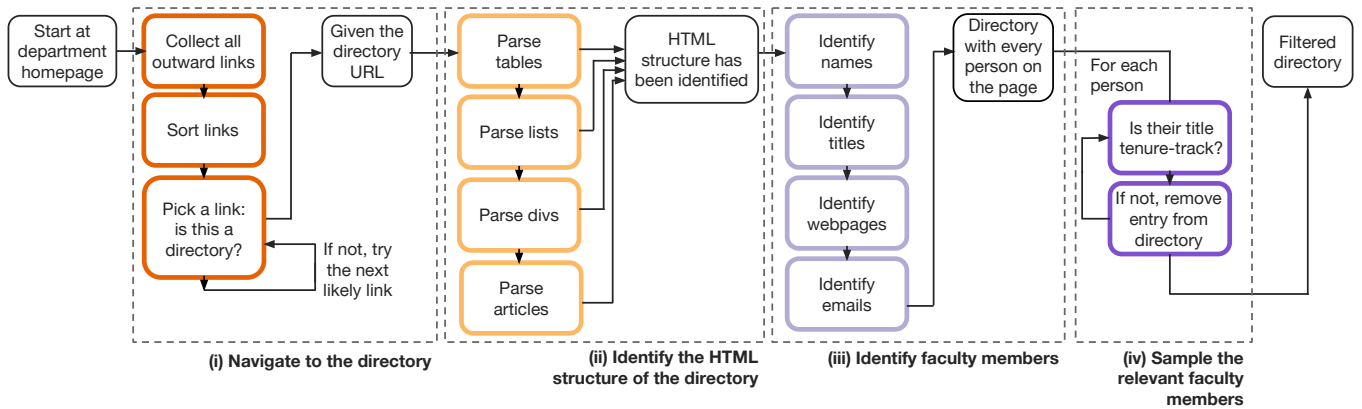 Start at
department
homepage
Collect all
outward links
Sort links
Pick a link:
is this a
directory?
If not, try
the next
likely link
Given the
directory
URL
(i) Navigate to the directory
Parse
tables
Parse lists
Parse divs
Parse
articles
HTML
structure has
been identified
(ii) Identify the HTML
structure of the directory
Identify
names
Identify
titles
Identify
webpages
Identify
emails
Directory
with every
person on
the page
(iii) Identify faculty members
For each
person
Is their title
tenure-track?
If not, remove
entry from
directory
(iv) Sample the
relevant faculty
members
Filtered
directory